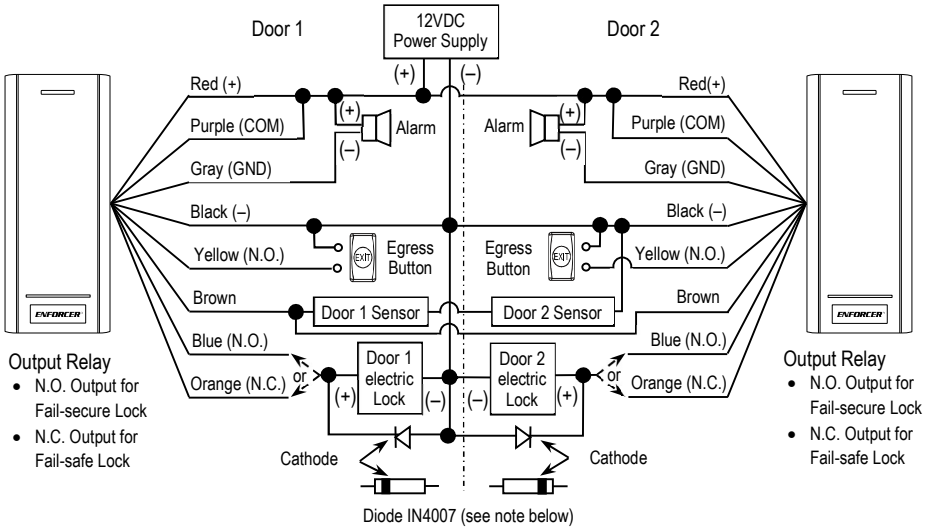 Door 1
12VDC
Power Supply
Door 2
(+)
(–)
Red (+)
Red(+)
(+)
(+)
Purple (COM)
Alarm
Alarm
Purple (COM)
(–)
(–)
Gray (GND)
Gray (GND)
Black (–)
Black (–)
Yellow (N.O.)
EXIT
Egress
Button
Egress
Button
EXIT
Yellow (N.O.)
Brown
Door 1 Sensor
Door 2 Sensor
Brown
ENFORCER
ENFORCER
Blue (N.O.)
Blue (N.O.)
or
Door 1
electric
Lock
Door 2
electric
Lock
or
Orange (N.C.)
(+)
(–)
(–)
(+)
Orange (N.C.)
Output Relay
• N.O. Output for
Fail-secure Lock
• N.C. Output for
Fail-safe Lock
Output Relay
• N.O. Output for
Fail-secure Lock
• N.C. Output for
Fail-safe Lock
Cathode
Cathode
Diode IN4007 (see note below)